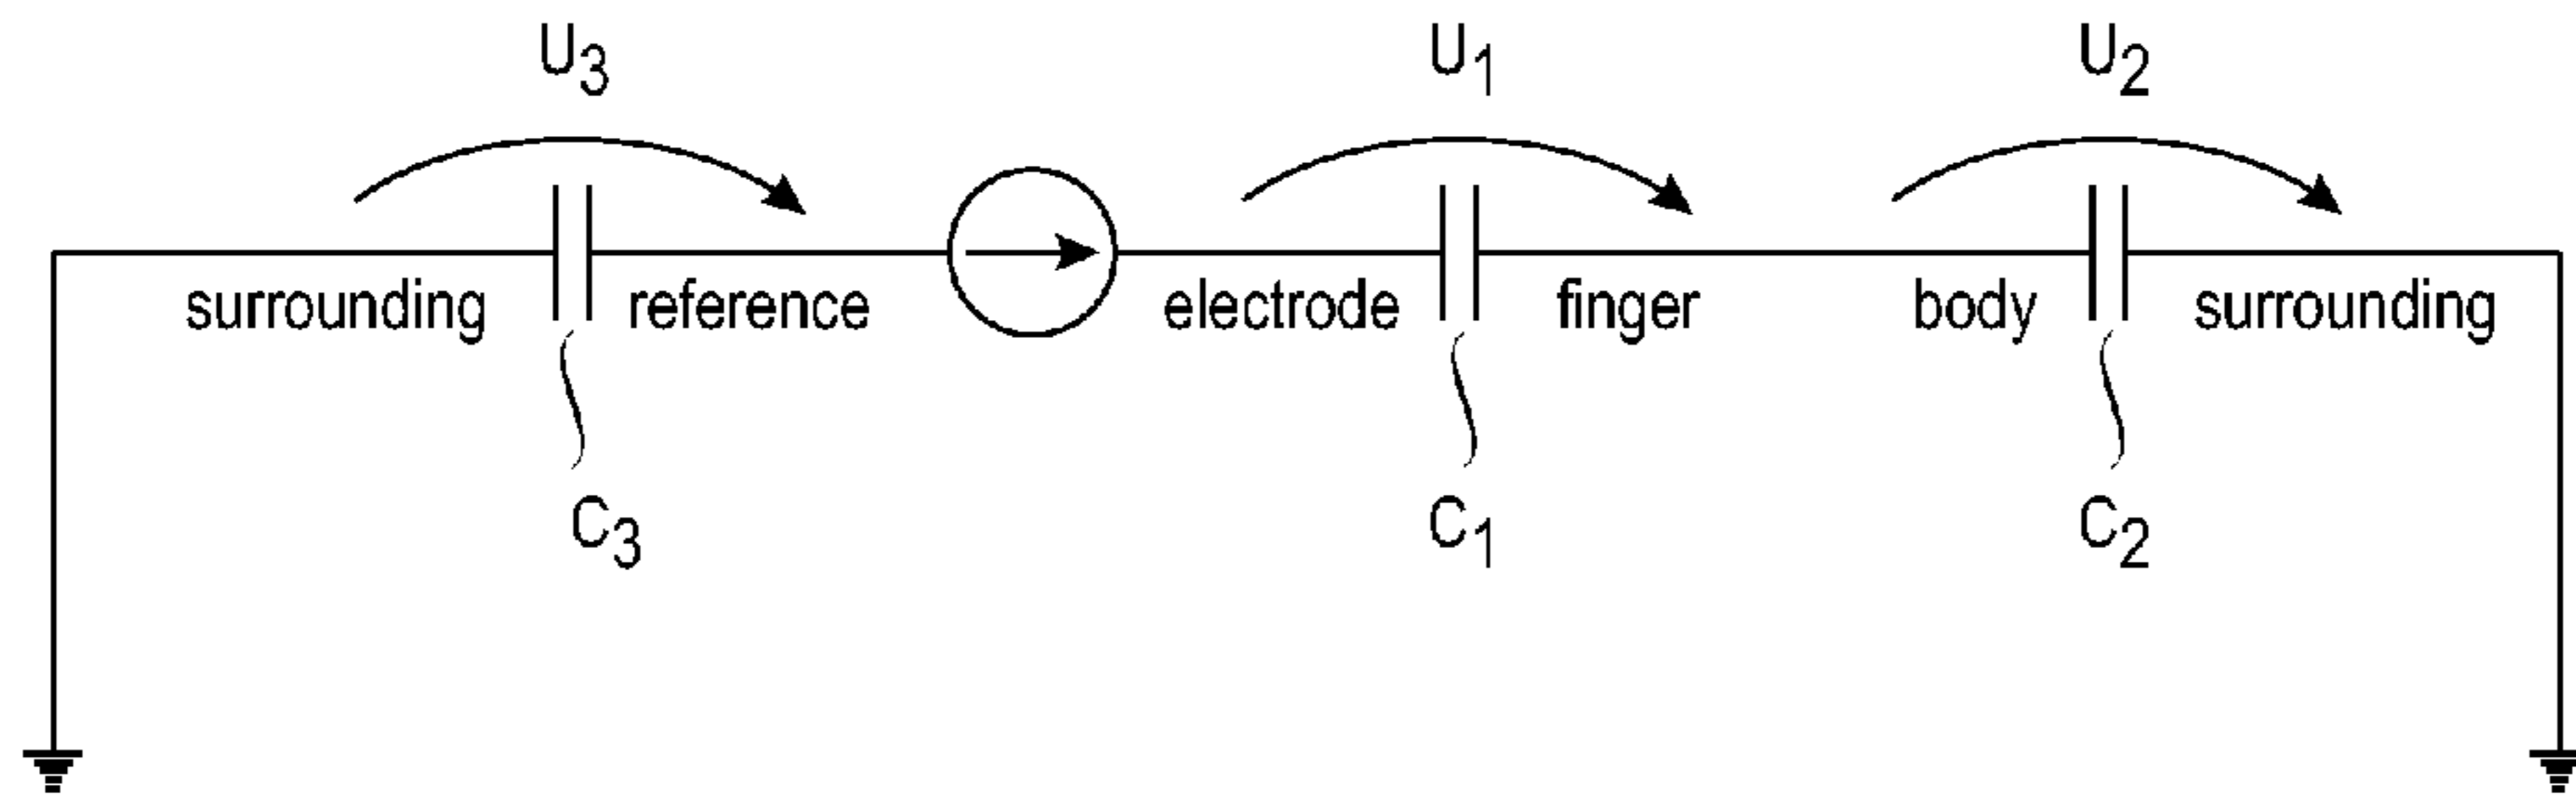 U3 U1 U2
surrounding reference electrode finger body surrounding
C3 C1 C2